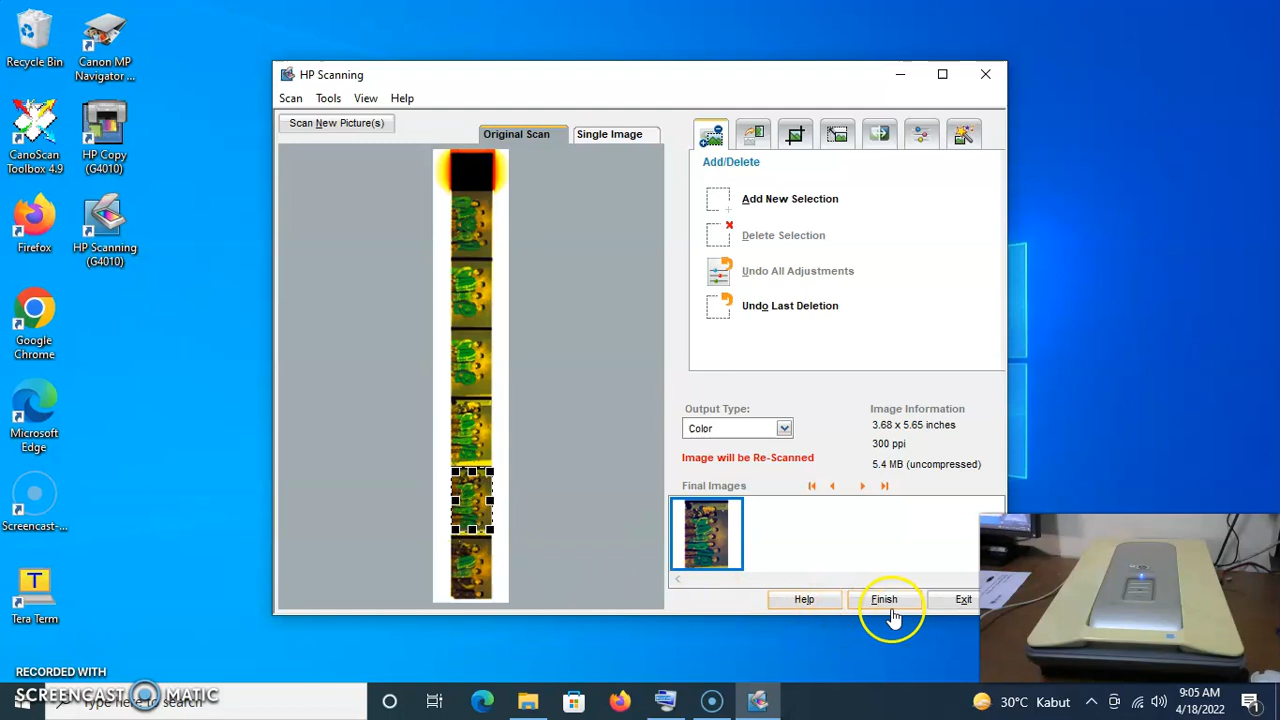 Recycle Bin
Canon MP
Navigator ...
CanoScan
Toolbox 4.9
HP Copy
(G4010)
Firefox
HP Scanning
(G4010)
Google
Chrome
Microsoft
Edge
Screencast-...
Tera Term
HP Scanning
Scan Tools View Help
Scan New Picture(s)
Original Scan
Single Image
Add/Delete
Add New Selection
Delete Selection
Undo All Adjustments
Undo Last Deletion
Output Type:
Color
Image will be Re-Scanned
Image Information
3.68 x 5.65 inches
300 ppi
5.4 MB (uncompressed)
Final Images
Help
Finish
Exit
RECORDED WITH
SCREENCAST MATIC
Type here to search
30°C Kabut
9:05 AM
4/18/2022
1